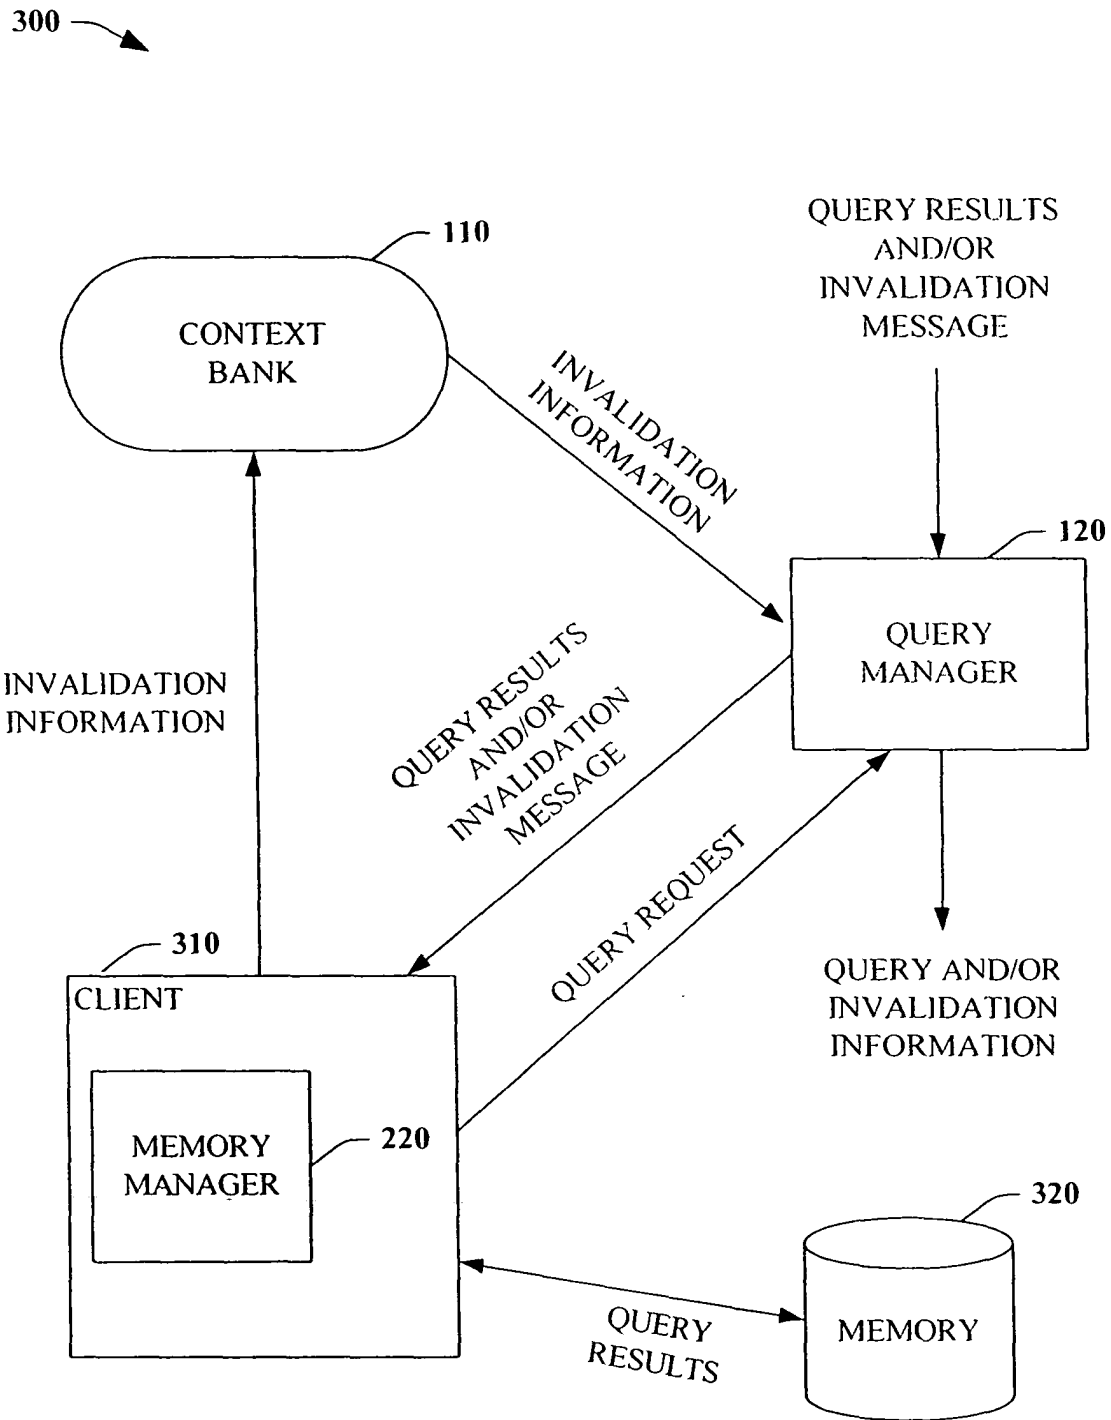 300
110
CONTEXT
BANK
QUERY RESULTS
AND/OR
INVALIDATION
MESSAGE
INVALIDATION
INFORMATION
120
QUERY
MANAGER
INVALIDATION
INFORMATION
QUERY RESULTS
AND/OR
INVALIDATION
MESSAGE
QUERY REQUEST
QUERY AND/OR
INVALIDATION
INFORMATION
310
CLIENT
MEMORY
MANAGER
220
320
MEMORY
QUERY
RESULTS